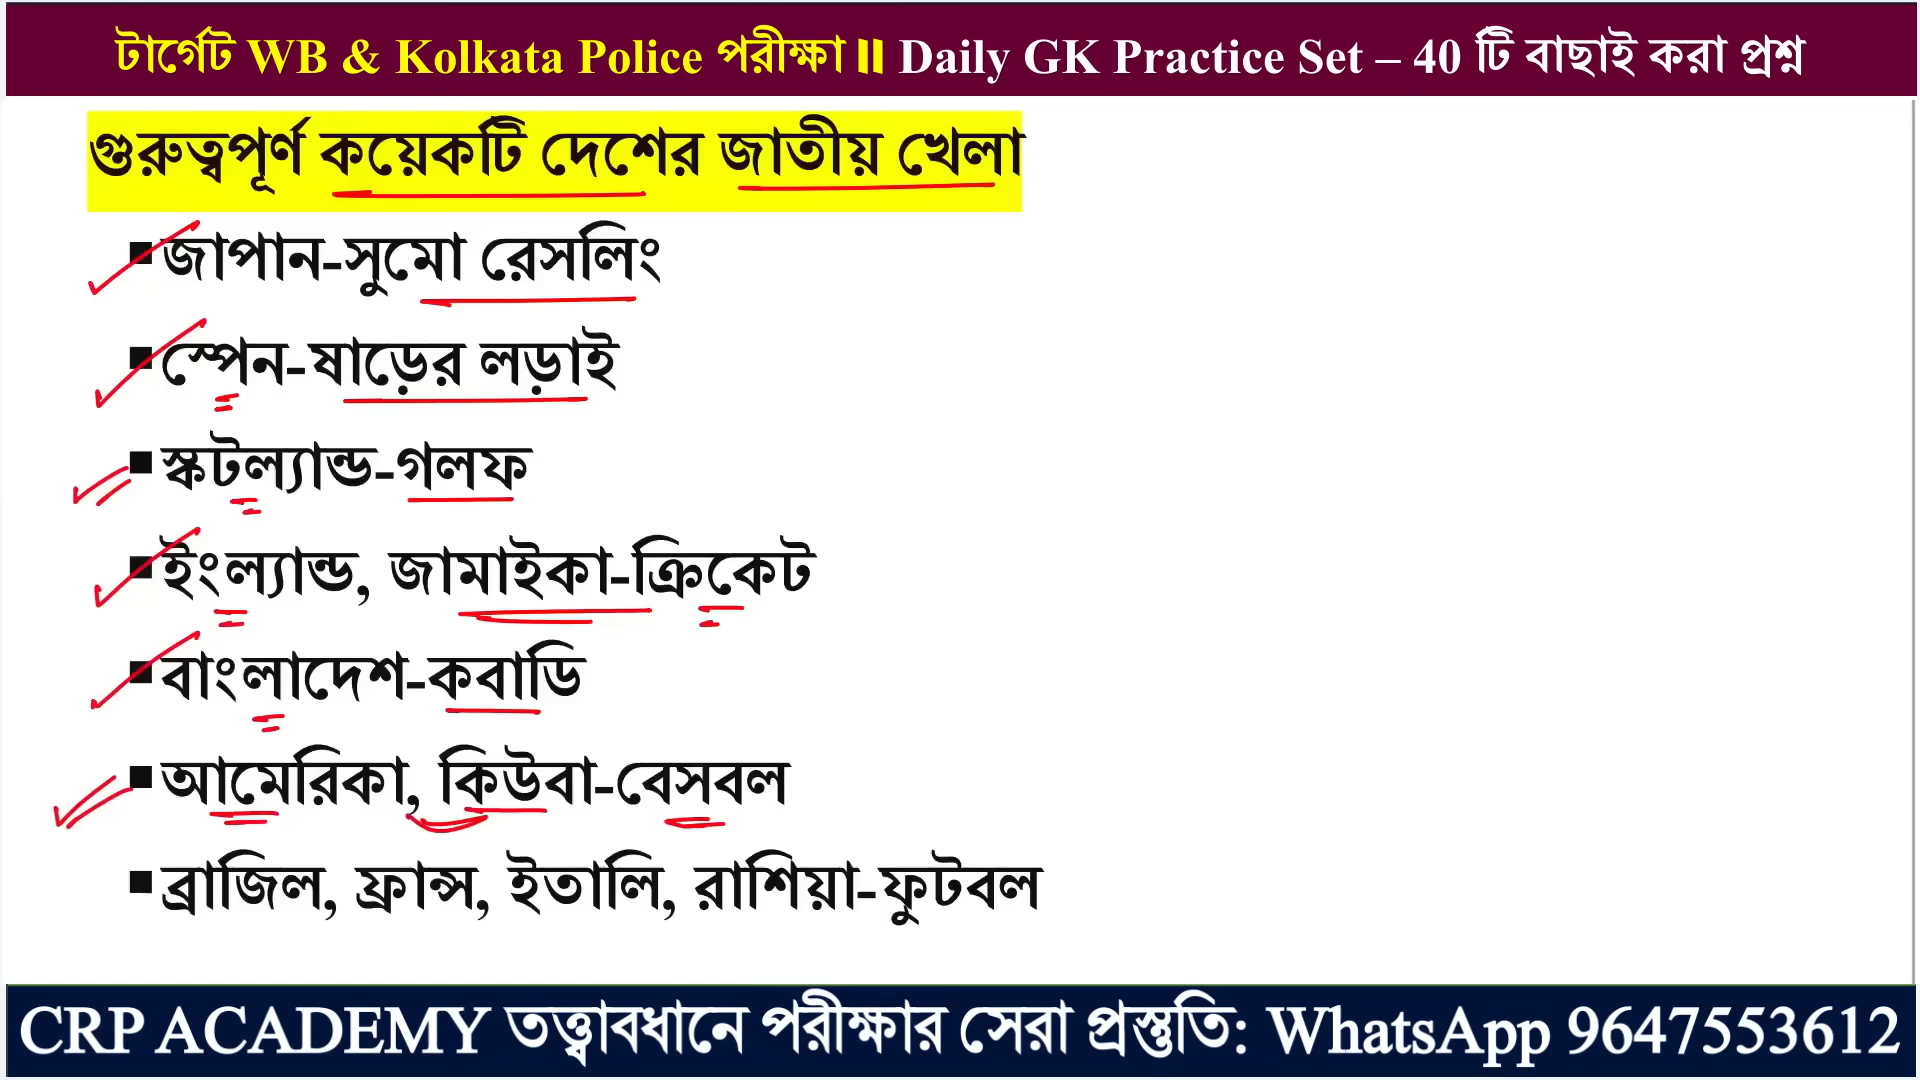 টার্গেট WB & Kolkata Police পরীক্ষা॥ Daily GK Practice Set – 40 টি বাছাই করা প্রশ্ন
গুরুত্বপূর্ণ কয়েকটি দেশের জাতীয় খেলা
▪জাপান-সুমো রেসলিং
▪স্পেন-ষাড়ের লড়াই
▪স্কটল্যান্ড-গলফ
▪ইংল্যান্ড, জামাইকা-ক্রিকেট
▪বাংলাদেশ-কবাডি
▪আমেরিকা, কিউবা-বেসবল
▪ব্রাজিল, ফ্রান্স, ইতালি, রাশিয়া-ফুটবল
CRP ACADEMY তত্ত্বাবধানে পরীক্ষার সেরা প্রস্তুতি: WhatsApp 9647553612